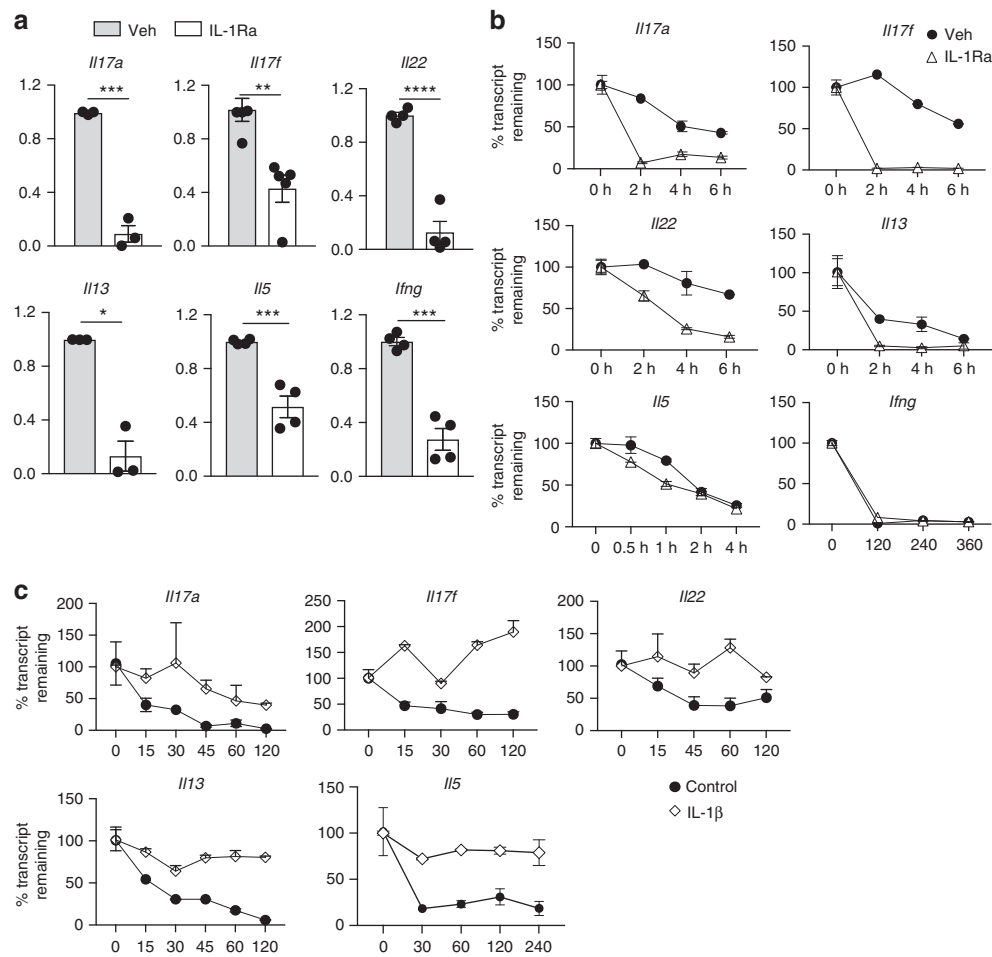 a
Veh
IL-1Ra
Il17a
Il17f
Il22
1.2
0.8
0.4
0.0
***
1.2
0.8
0.4
0.0
**
1.2
0.8
0.4
0.0
****
Il13
Il5
Ifng
1.2
0.8
0.4
0.0
*
1.2
0.8
0.4
0.0
***
1.2
0.8
0.4
0.0
***
b
Veh
IL-1Ra
Il17a
% transcript
remaining
150
100
50
0
0 h 2 h 4 h 6 h
Il17f
150
100
50
0
0 h 2 h 4 h 6 h
Il22
% transcript
remaining
150
100
50
0
0 h 2 h 4 h 6 h
Il13
150
100
50
0
0 h 2 h 4 h 6 h
Il5
% transcript
remaining
150
100
50
0
0 0.5 h 1 h 2 h 4 h
Ifng
150
100
50
0
0 120 240 360
c
Il17a
% transcript
remaining
200
150
100
50
0
0 15 30 45 60 120
Il17f
250
200
150
100
50
0
0 15 30 60 120
Il22
200
150
100
50
0
0 15 45 60 120
Il13
% transcript
remaining
150
100
50
0
0 15 30 45 60 120
Il5
150
100
50
0
0 30 60 120 240
Control
IL-1β